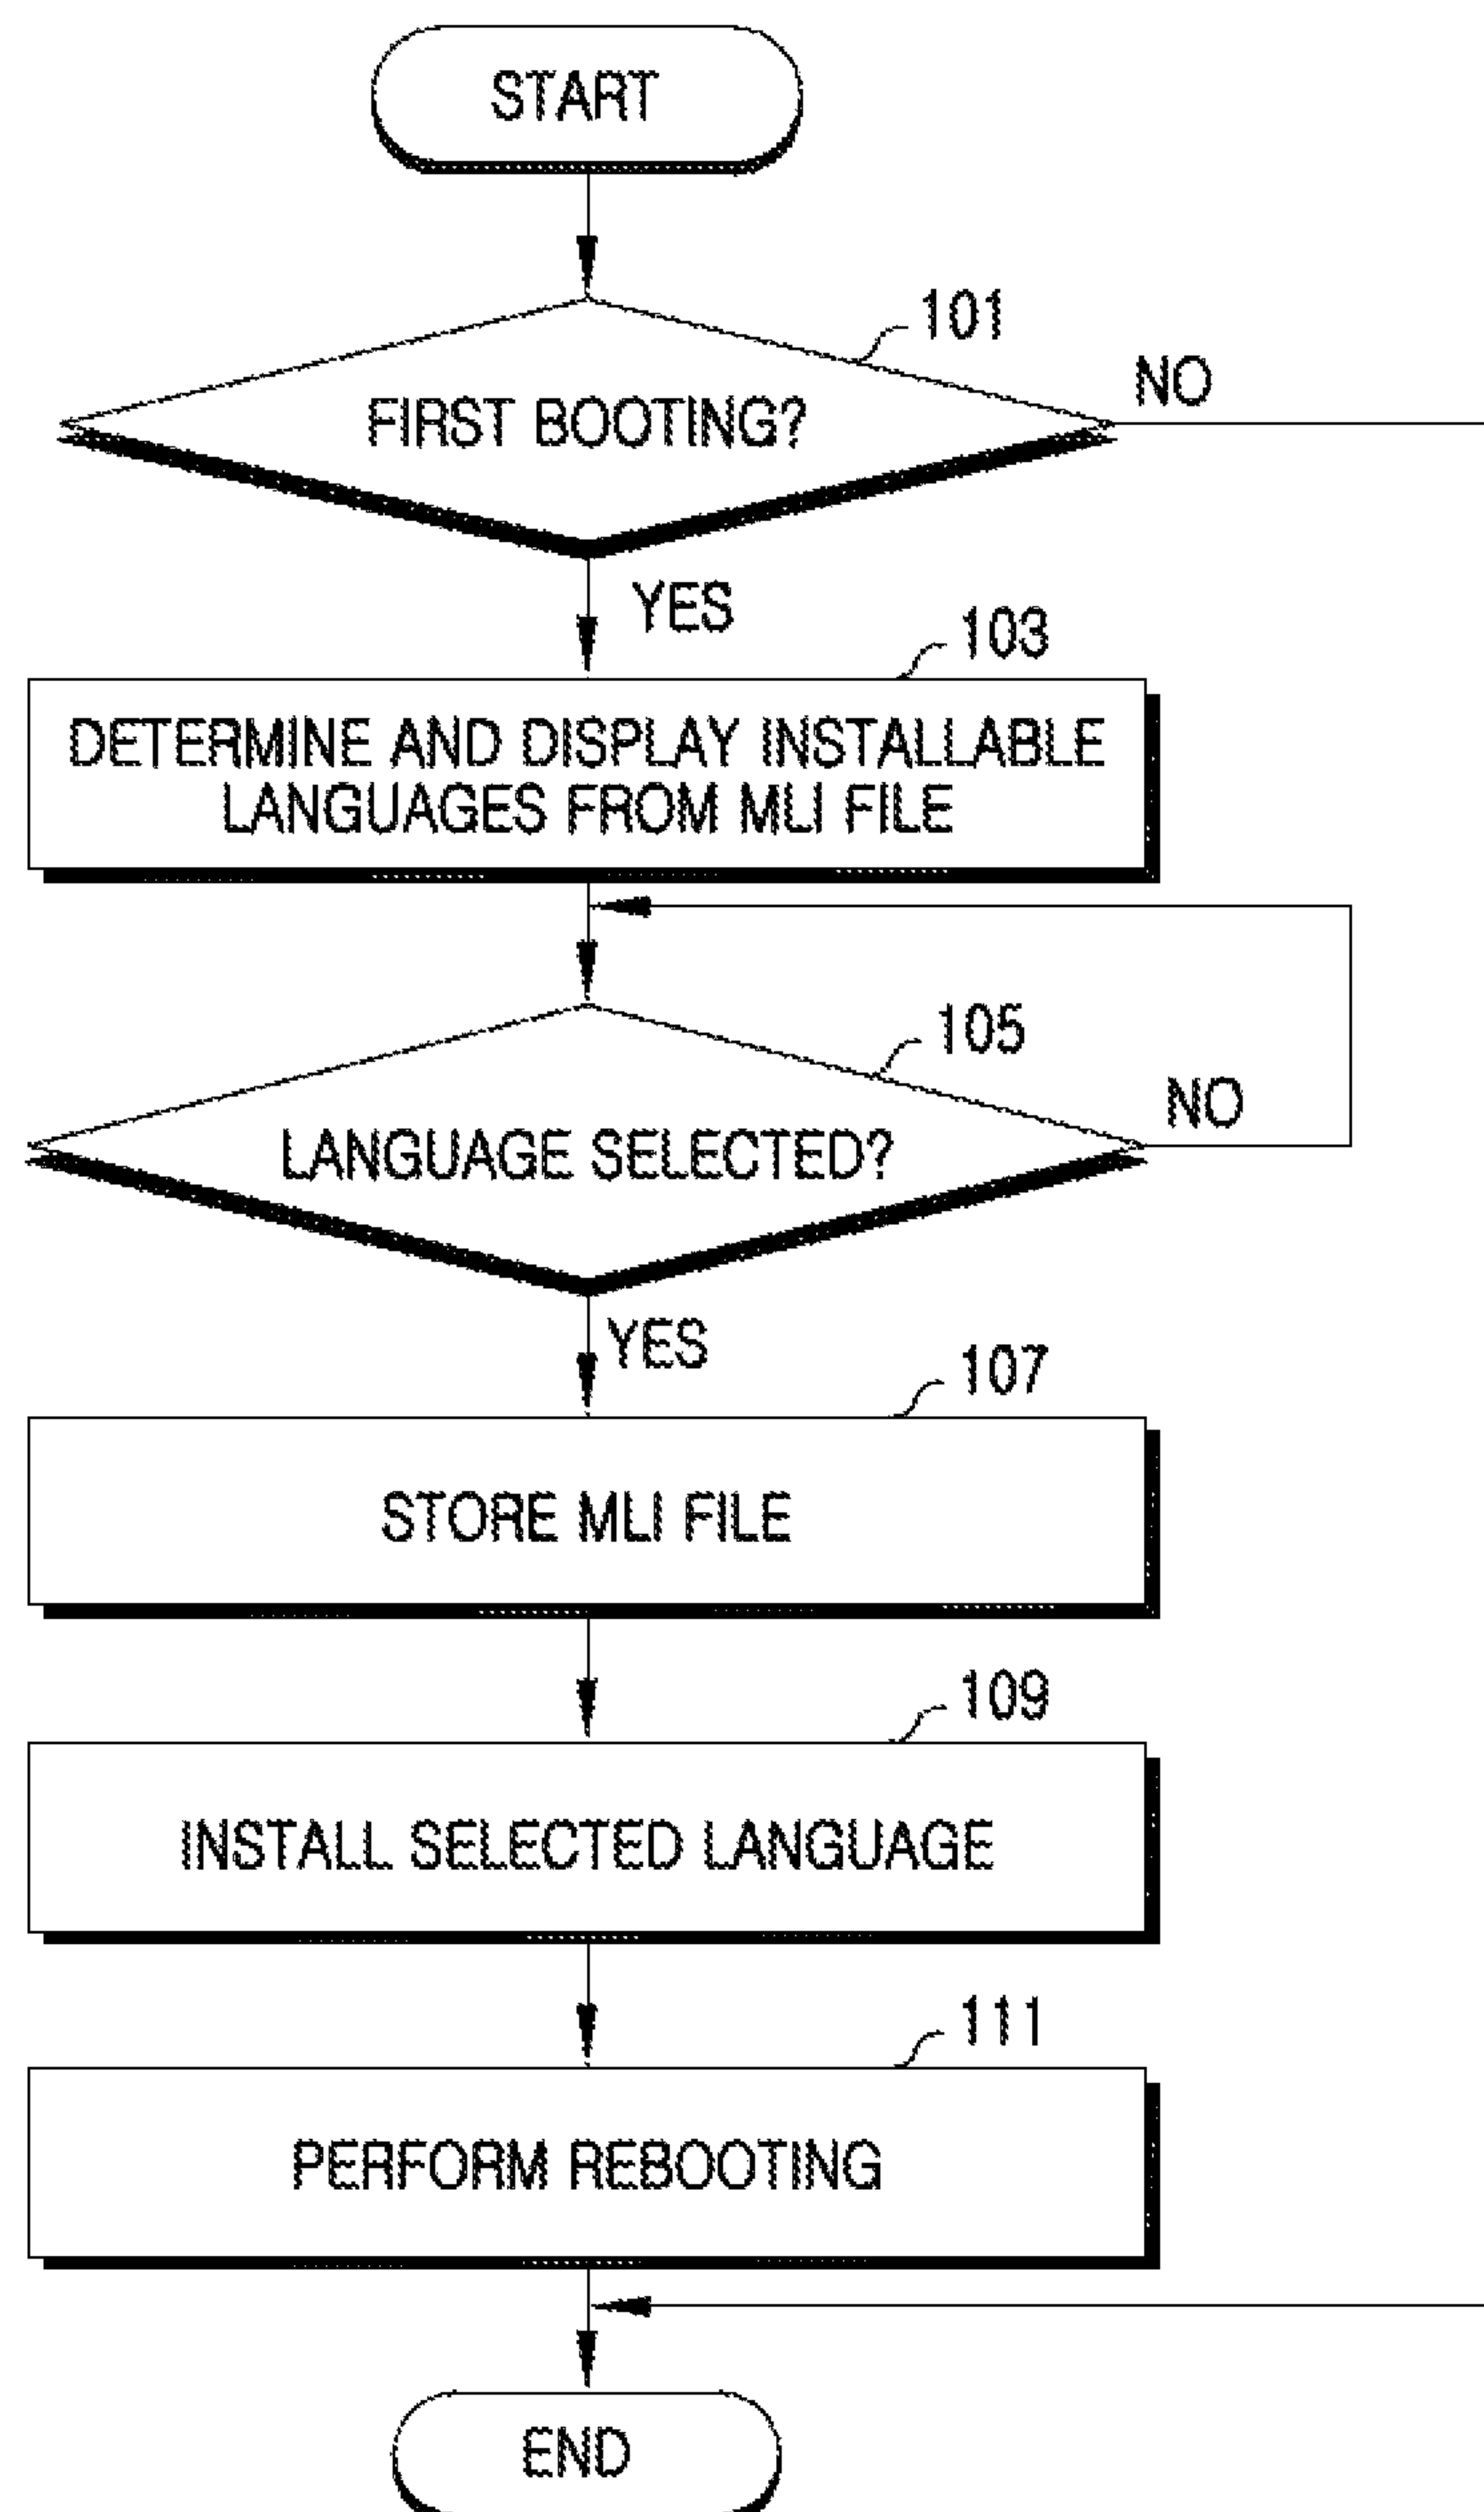 START
101
NO
FIRST BOOTING?
YES
103
DETERMINE AND DISPLAY INSTALLABLE
LANGUAGES FROM MLI FILE
105
NO
LANGUAGE SELECTED?
YES
107
STORE MLI FILE
109
INSTALL SELECTED LANGUAGE
111
PERFORM REBOOTING
END